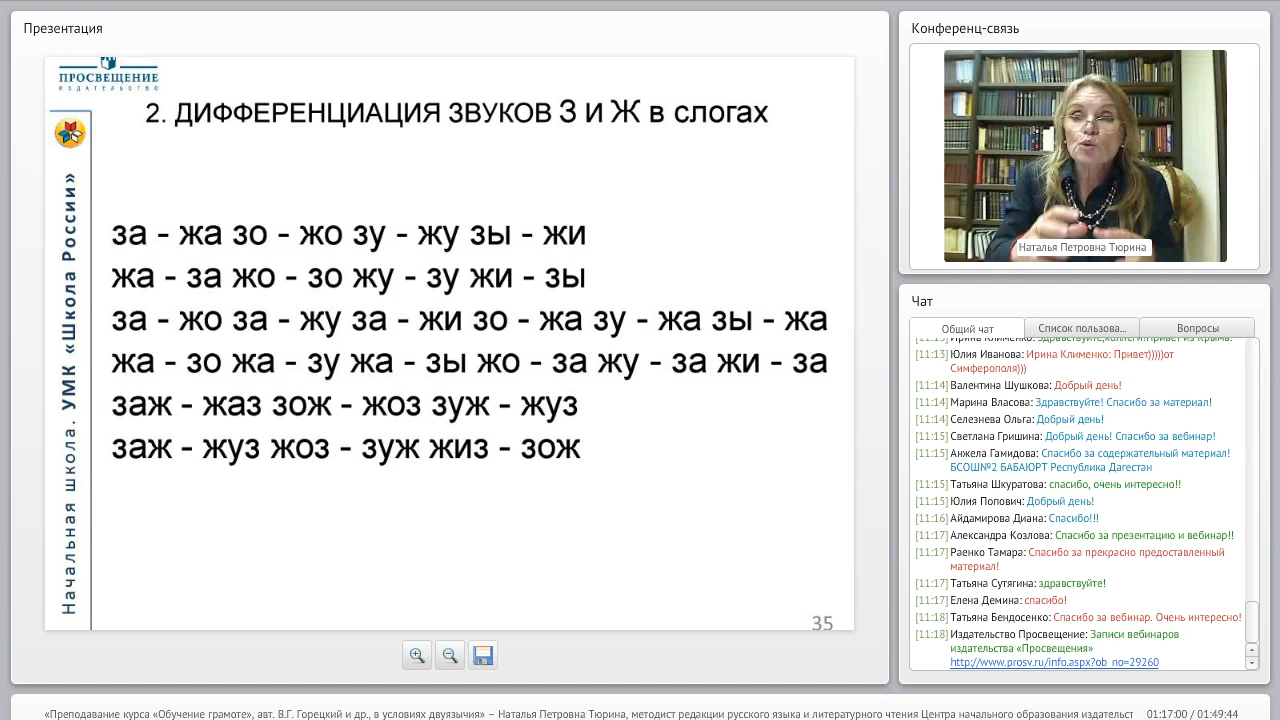 Презентация
ПРОСВЕЩЕНИЕ
ИЗДАТЕЛЬСТВО
2. ДИФФЕРЕНЦИАЦИЯ ЗВУКОВ З И Ж в слогах
Начальная школа. УМК «Школа России»
за - жа зо - жо зу - жу зы - жи
жа - за жо - зо жу - зу жи - зы
за - жо за - жу за - жи зо - жа зу - жа зы - жа
жа - зо жа - зу жа - зы жо - за жу - за жи - за
заж - жаз зож - жоз зуж - жуз
заж - жуз жоз - зуж жиз - зож
35
Конференц-связь
Наталья Петровна Тюрина
Чат
Общий чат
Список пользова...
Вопросы
[11:13] Ирина Клименко: Здравствуйте,коллеги!Привет из Крыма!
[11:13] Юлия Иванова: Ирина Клименко: Привет)))))от
Симферополя)))
[11:14] Валентина Шушкова: Добрый день!
[11:14] Марина Власова: Здравствуйте! Спасибо за материал!
[11:14] Селезнева Ольга: Добрый день!
[11:15] Светлана Гришина: Добрый день! Спасибо за вебинар!
[11:15] Анжела Гамидова: Спасибо за содержательный материал!
БСОШ№2 БАБАЮРТ Республика Дагестан
[11:15] Татьяна Шкуратова: спасибо, очень интересно!!
[11:15] Юлия Попович: Добрый день!
[11:16] Айдамирова Диана: Спасибо!!!
[11:17] Александра Козлова: Спасибо за презентацию и вебинар!!
[11:17] Раенко Тамара: Спасибо за прекрасно предоставленный
материал!
[11:17] Татьяна Сутягина: здравствуйте!
[11:17] Елена Демина: спасибо!
[11:18] Татьяна Бендосенко: Спасибо за вебинар. Очень интересно!
[11:18] Издательство Просвещение: Записи вебинаров
издательства «Просвещения»
http://www.prosv.ru/info.aspx?ob_no=29260
«Преподавание курса «Обучение грамоте», авт. В.Г. Горецкий и др., в условиях двуязычия» – Наталья Петровна Тюрина, методист редакции русского языка и литературного чтения Центра начального образования издательст
01:17:00 / 01:49:44